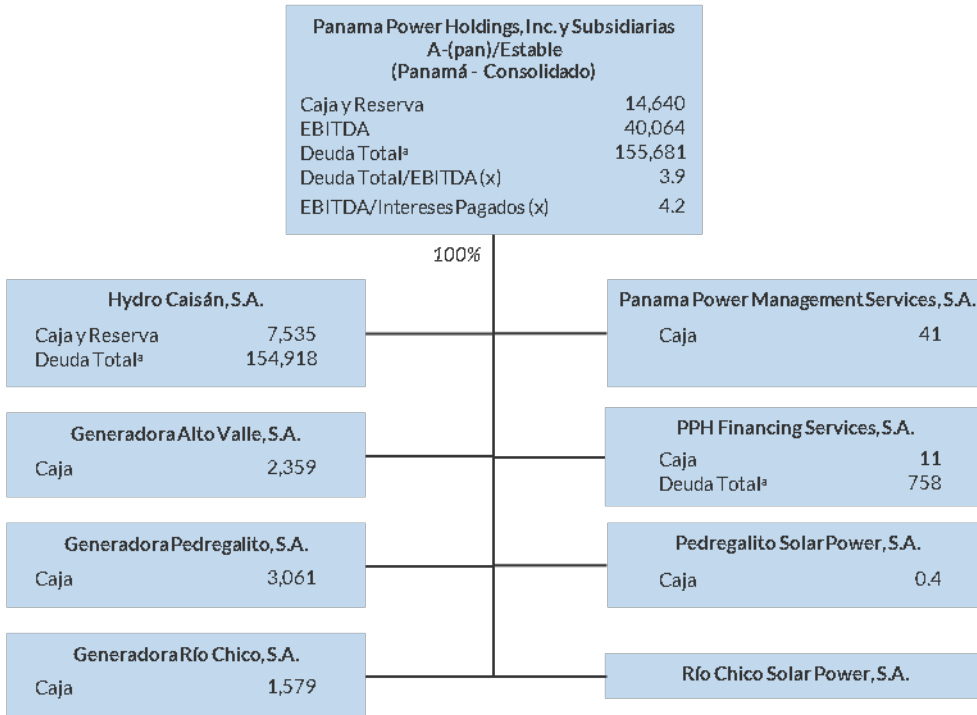 Panama Power Holdings, Inc. y Subsidiarias
A-(pan)/Estable
(Panamá - Consolidado)
Caja y Reserva 14,640
EBITDA 40,064
Deuda Totalª 155,681
Deuda Total/EBITDA (x) 3.9
EBITDA/Intereses Pagados (x) 4.2
100%
Hydro Caisán, S.A.
Caja y Reserva 7,535
Deuda Totalª 154,918
Panama Power Management Services, S.A.
Caja 41
Generadora Alto Valle, S.A.
Caja 2,359
PPH Financing Services, S.A.
Caja 11
Deuda Totalª 758
Generadora Pedregalito, S.A.
Caja 3,061
Pedregalito Solar Power, S.A.
Caja 0.4
Generadora Río Chico, S.A.
Caja 1,579
Río Chico Solar Power, S.A.